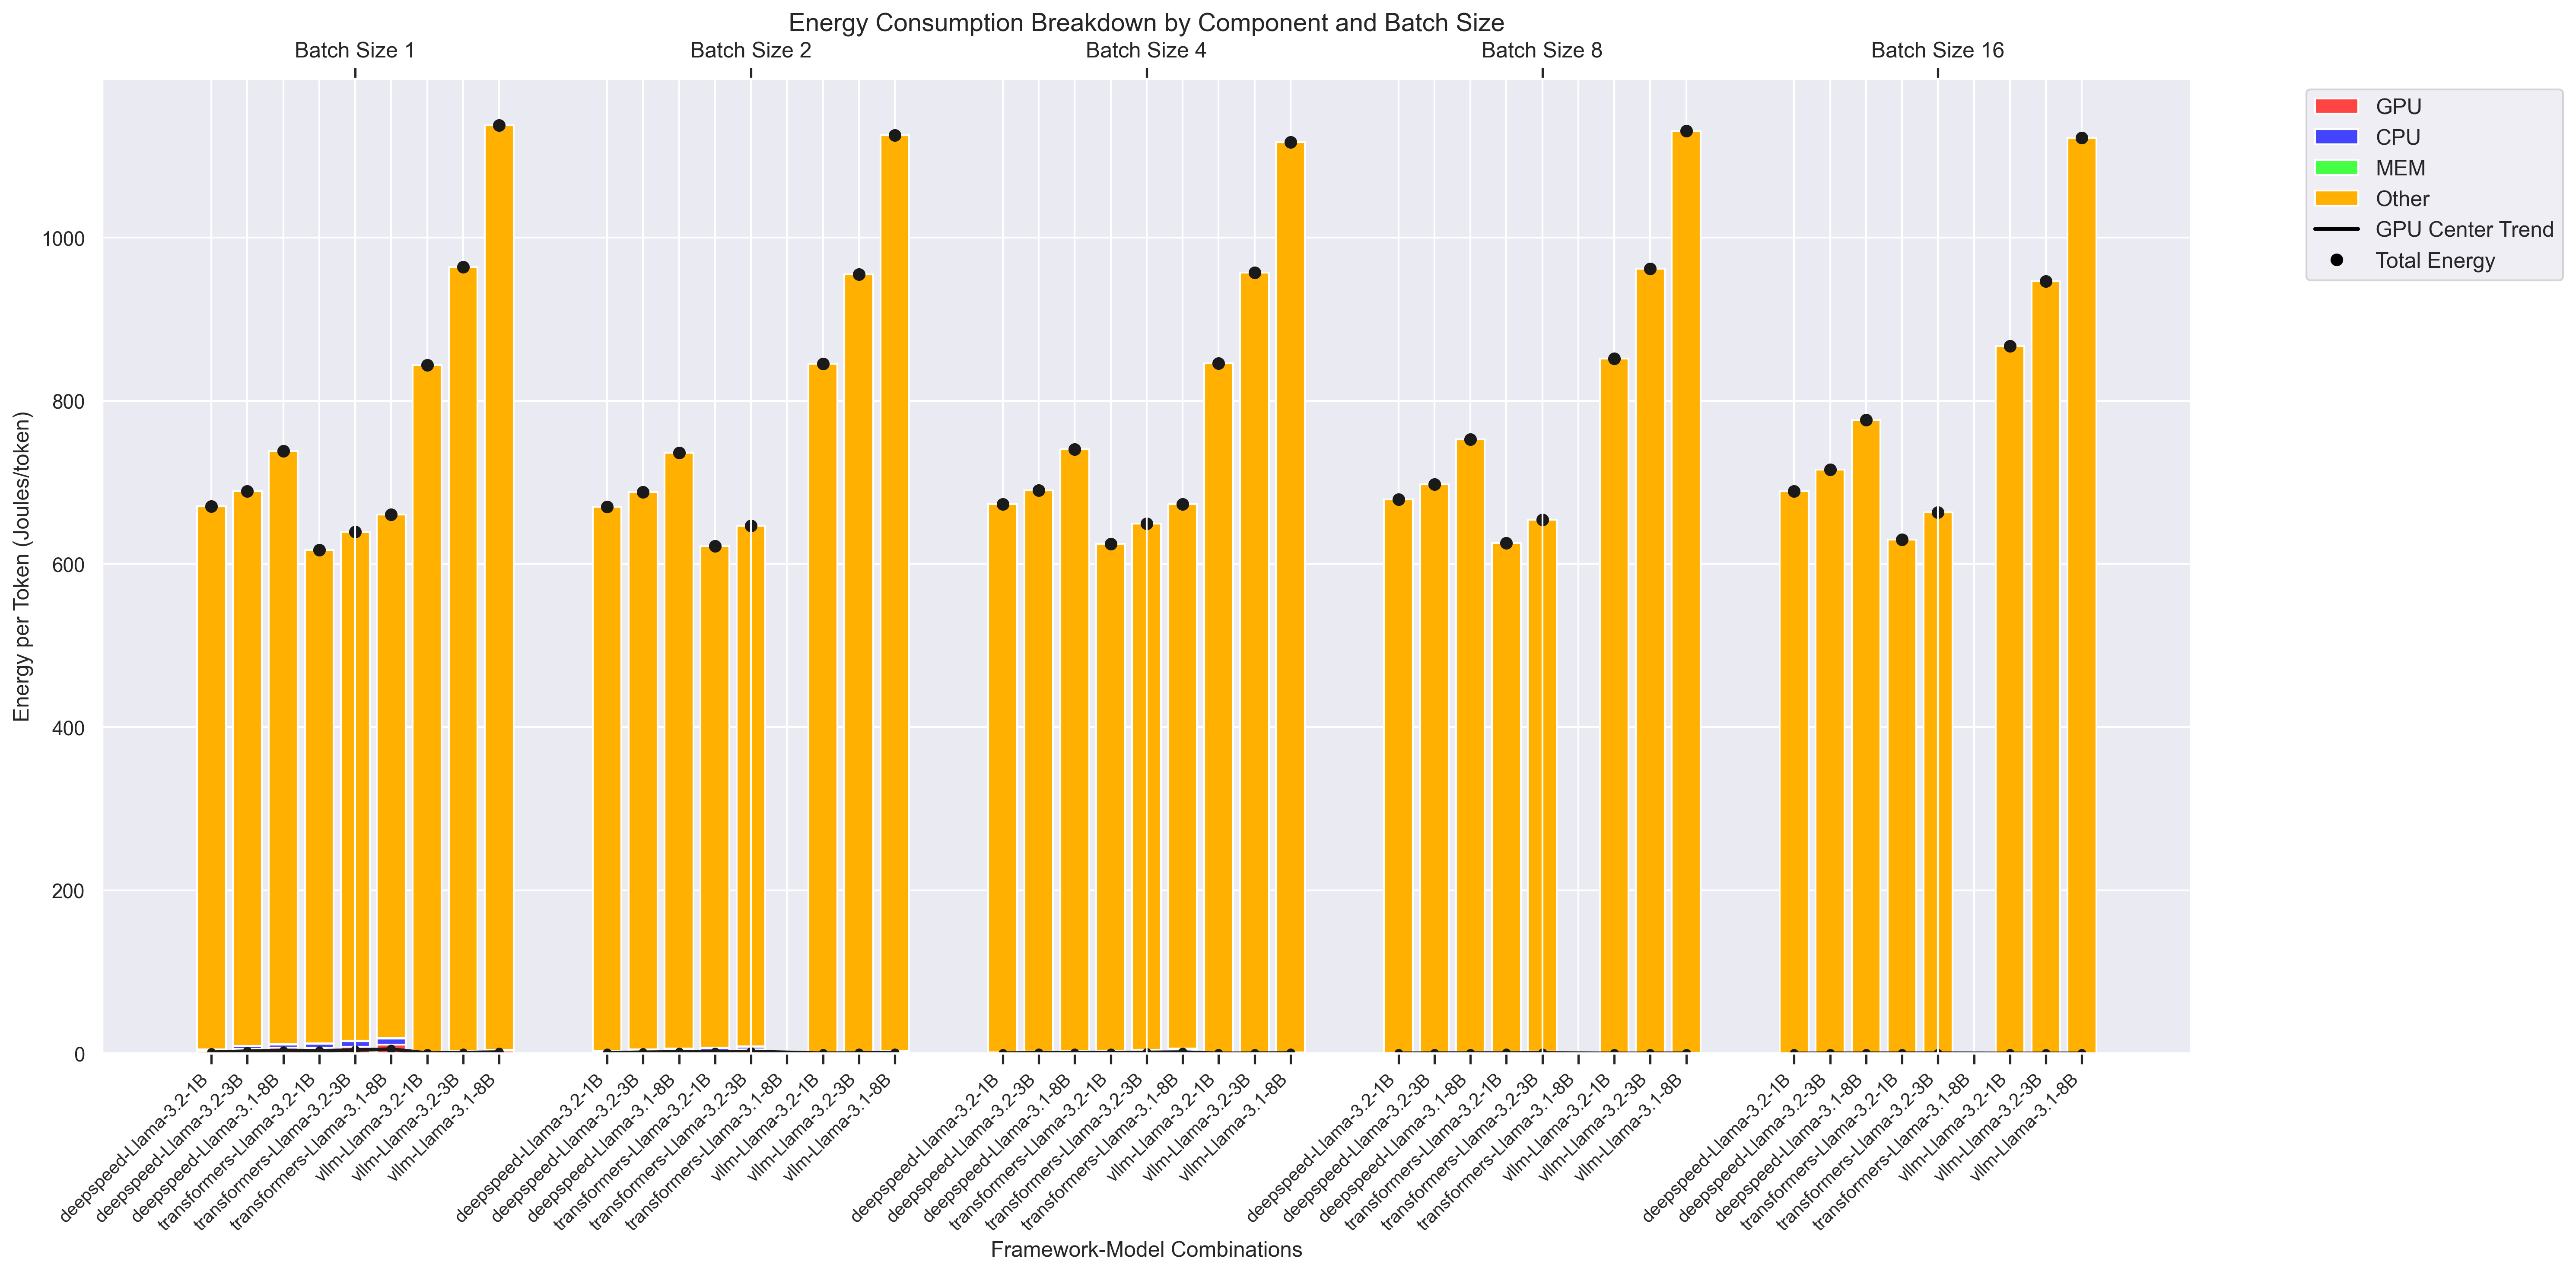 Energy Consumption Breakdown by Component and Batch Size
Batch Size 1
Batch Size 2
Batch Size 4
Batch Size 8
Batch Size 16
GPU
CPU
MEM
Other
GPU Center Trend
Total Energy
Energy per Token (Joules/token)
1000
800
600
400
200
0
deepspeed-Llama-3.2-1B
deepspeed-Llama-3.2-3B
deepspeed-Llama-3.1-8B
transformers-Llama-3.2-1B
transformers-Llama-3.2-3B
transformers-Llama-3.1-8B
vllm-Llama-3.2-1B
vllm-Llama-3.2-3B
vllm-Llama-3.1-8B
deepspeed-Llama-3.2-1B
deepspeed-Llama-3.2-3B
deepspeed-Llama-3.1-8B
transformers-Llama-3.2-1B
transformers-Llama-3.2-3B
transformers-Llama-3.1-8B
vllm-Llama-3.2-1B
vllm-Llama-3.2-3B
vllm-Llama-3.1-8B
deepspeed-Llama-3.2-1B
deepspeed-Llama-3.2-3B
deepspeed-Llama-3.1-8B
transformers-Llama-3.2-1B
transformers-Llama-3.2-3B
transformers-Llama-3.1-8B
vllm-Llama-3.2-1B
vllm-Llama-3.2-3B
vllm-Llama-3.1-8B
deepspeed-Llama-3.2-1B
deepspeed-Llama-3.2-3B
deepspeed-Llama-3.1-8B
transformers-Llama-3.2-1B
transformers-Llama-3.2-3B
transformers-Llama-3.1-8B
vllm-Llama-3.2-1B
vllm-Llama-3.2-3B
vllm-Llama-3.1-8B
deepspeed-Llama-3.2-1B
deepspeed-Llama-3.2-3B
deepspeed-Llama-3.1-8B
transformers-Llama-3.2-1B
transformers-Llama-3.2-3B
transformers-Llama-3.1-8B
vllm-Llama-3.2-1B
vllm-Llama-3.2-3B
vllm-Llama-3.1-8B
Framework-Model Combinations